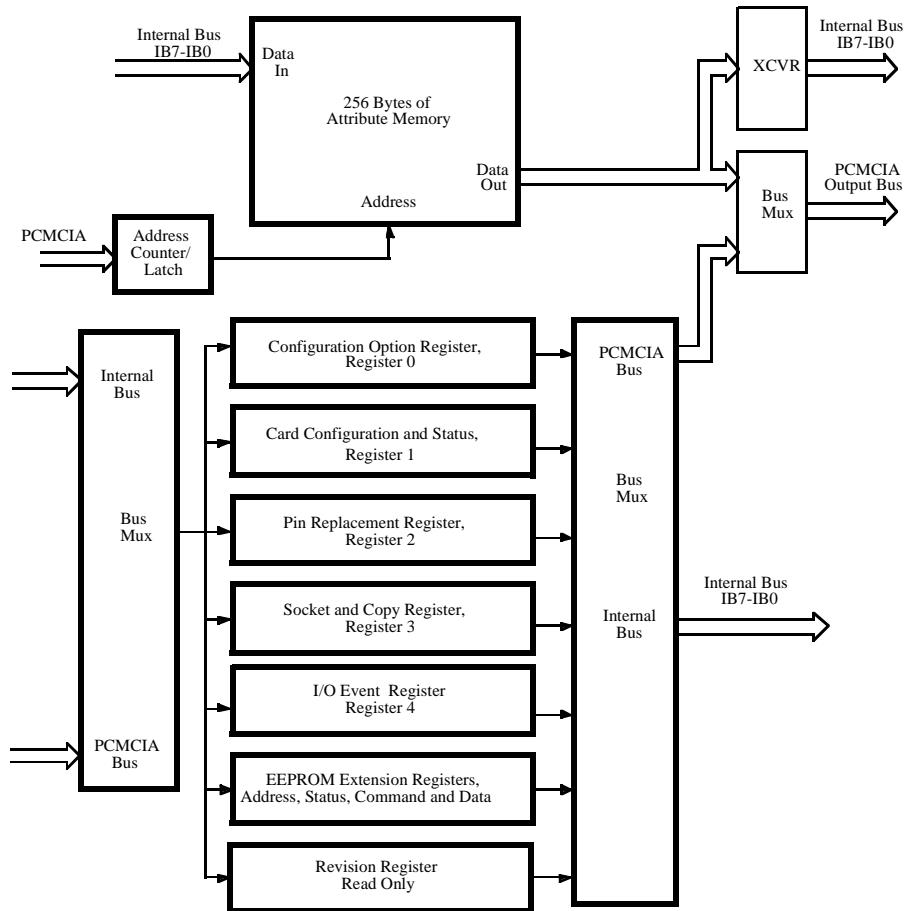 Internal Bus
IB7-IB0
Data
In
256 Bytes of
Attribute Memory
Data
Out
Address
XCVR
Internal Bus
IB7-IB0
Bus
Mux
PCMCIA
Output Bus
PCMCIA
Address
Counter/
Latch
Internal
Bus
Bus
Mux
PCMCIA
Bus
Configuration Option Register,
Register 0
Card Configuration and Status,
Register 1
Pin Replacement Register,
Register 2
Socket and Copy Register,
Register 3
I/O Event Register
Register 4
EEPROM Extension Registers,
Address, Status, Command and Data
Revision Register
Read Only
PCMCIA
Bus
Bus
Mux
Internal
Bus
Internal Bus
IB7-IB0